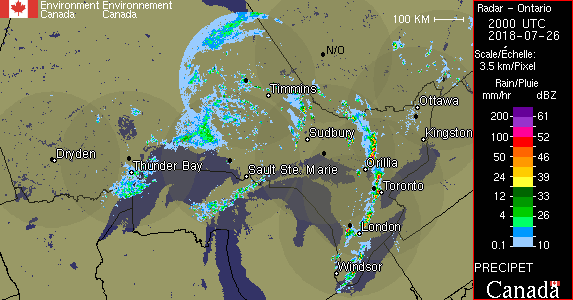 Environment Environnement
Canada Canada
100 KM
N/O
Timmins
Ottawa
Sudbury
Kingston
Dryden
Thunder Bay
Sault Ste. Marie
Orillia
Toronto
London
Windsor
Radar - Ontario
2000 UTC
2018-07-26
Scale/Échelle:
3.5 km/Pixel
Rain/Pluie
mm/hr dBZ
200 61
100 52
50 46
24 39
12 33
4 26
0.1 10
PRECIPET
Canada